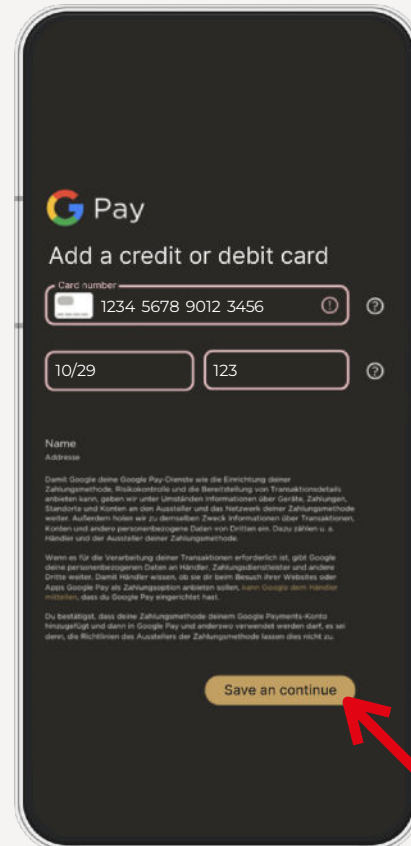 G Pay
Add a credit or debit card
Card number
1234 5678 9012 3456
10/29
123
Name
Addresse
Damit Google deine Google Pay-Dienste wie die Einrichtung deiner
Zahlungsmethode, Risikokontrolle und die Bereitstellung von Transaktionsdetails
anbieten kann, geben wir unter Umständen Informationen über Geräte, Zahlungen,
Standorte und Konten an den Aussteller und das Netzwerk deiner Zahlungsmethode
weiter. Außerdem holen wir zu demselben Zweck Informationen über Transaktionen,
Konten und andere personenbezogene Daten von Dritten ein. Dazu zählen u. a.
Händler und der Aussteller deiner Zahlungsmethode.
Wenn es für die Verarbeitung deiner Transaktionen erforderlich ist, gibt Google
deine personenbezogenen Daten an Händler, Zahlungsdienstleister und andere
Dritte weiter. Damit Händler wissen, ob sie dir beim Besuch ihrer Websites oder
Apps Google Pay als Zahlungsoption anbieten sollen, kann Google dem Händler
mitteilen, dass du Google Pay eingerichtet hast.
Du bestätigst, dass deine Zahlungsmethode deinem Google Payments-Konto
hinzugefügt und dann in Google Pay und anderswo verwendet werden darf, es sei
denn, die Richtlinien des Ausstellers der Zahlungsmethode lassen dies nicht zu.
Save an continue